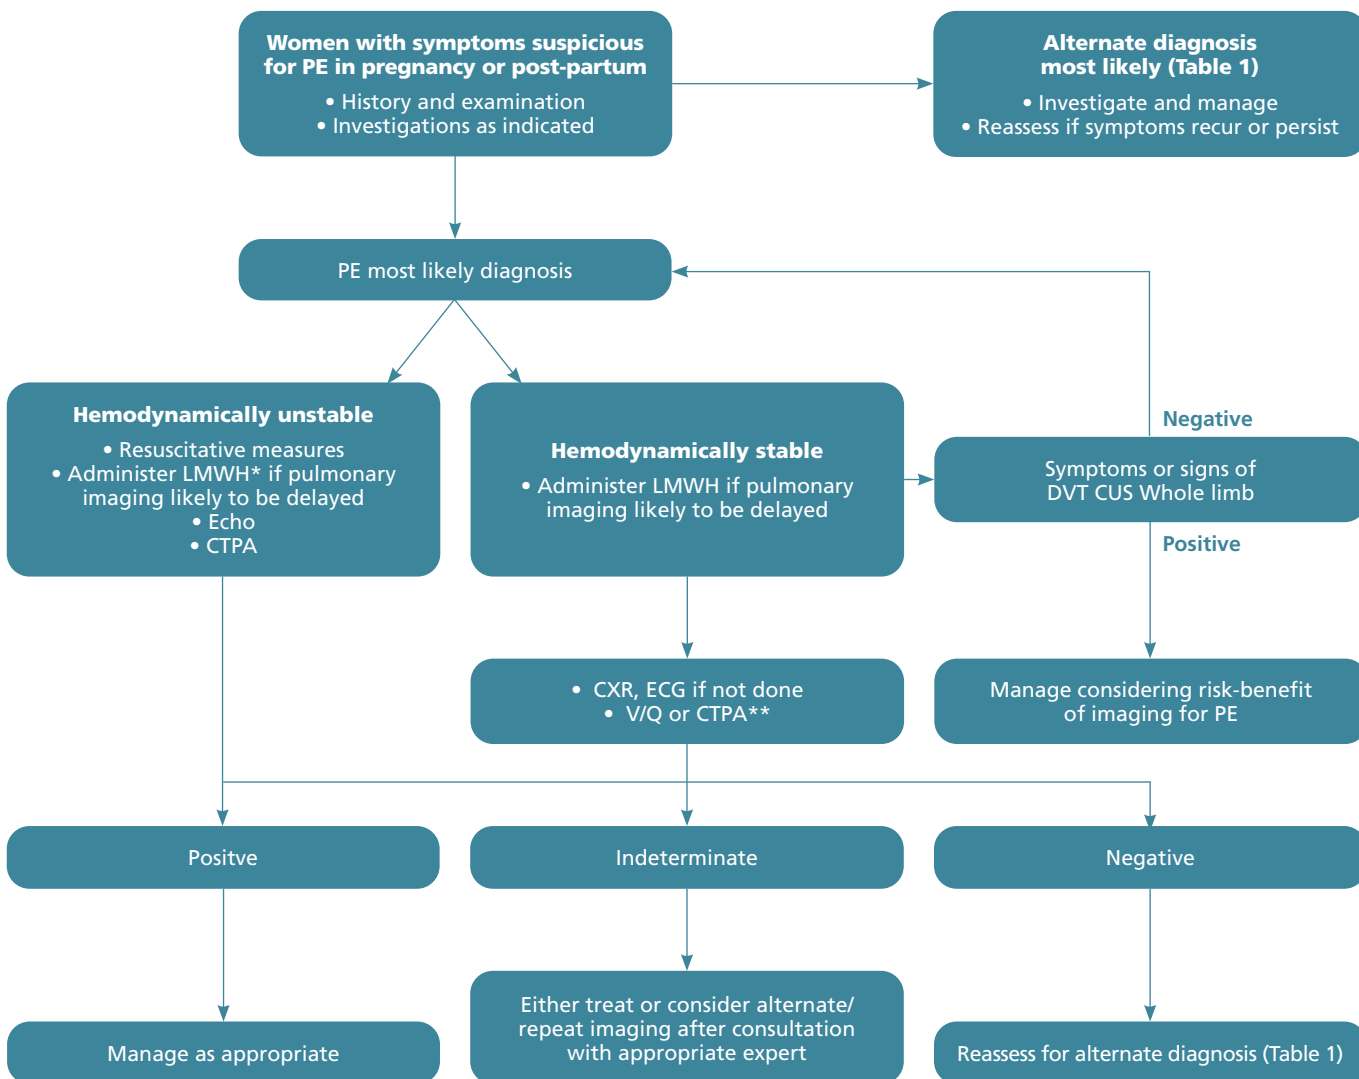 Women with symptoms suspicious
for PE in pregnancy or post-partum
• History and examination
• Investigations as indicated
Alternate diagnosis
most likely (Table 1)
• Investigate and manage
• Reassess if symptoms recur or persist
PE most likely diagnosis
Hemodynamically unstable
• Resuscitative measures
• Administer LMWH* if pulmonary
imaging likely to be delayed
• Echo
• CTPA
Hemodynamically stable
• Administer LMWH if pulmonary
imaging likely to be delayed
Negative
Symptoms or signs of
DVT CUS Whole limb
Positive
• CXR, ECG if not done
• V/Q or CTPA**
Manage considering risk-benefit
of imaging for PE
Positve
Indeterminate
Negative
Manage as appropriate
Either treat or consider alternate/
repeat imaging after consultation
with appropriate expert
Reassess for alternate diagnosis (Table 1)